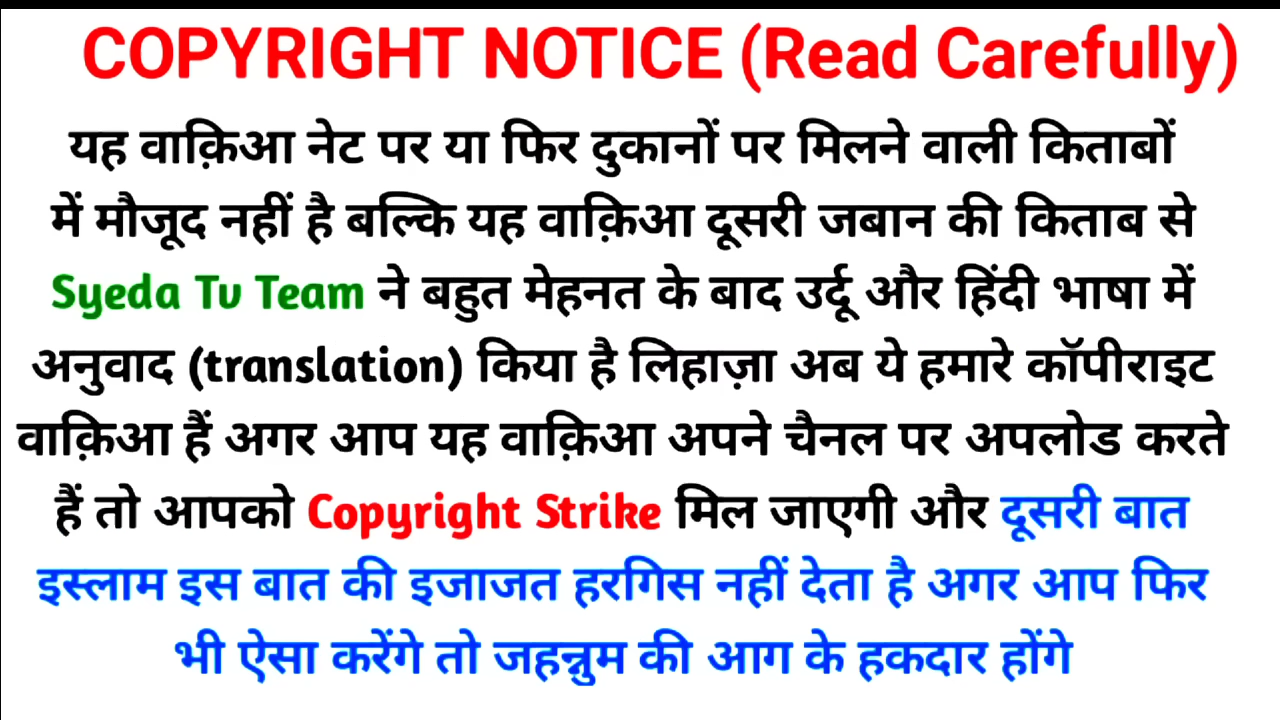 COPYRIGHT NOTICE (Read Carefully)
यह वाक़िआ नेट पर या फिर दुकानों पर मिलने वाली किताबों
में मौजूद नहीं है बल्कि यह वाक़िआ दूसरी जबान की किताब से
Syeda Tv Team ने बहुत मेहनत के बाद उर्दू और हिंदी भाषा में
अनुवाद (translation) किया है लिहाज़ा अब ये हमारे कॉपीराइट
वाक़िआ हैं अगर आप यह वाक़िआ अपने चैनल पर अपलोड करते
हैं तो आपको Copyright Strike मिल जाएगी और दूसरी बात
इस्लाम इस बात की इजाजत हरगिस नहीं देता है अगर आप फिर
भी ऐसा करेंगे तो जहन्नुम की आग के हकदार होंगे